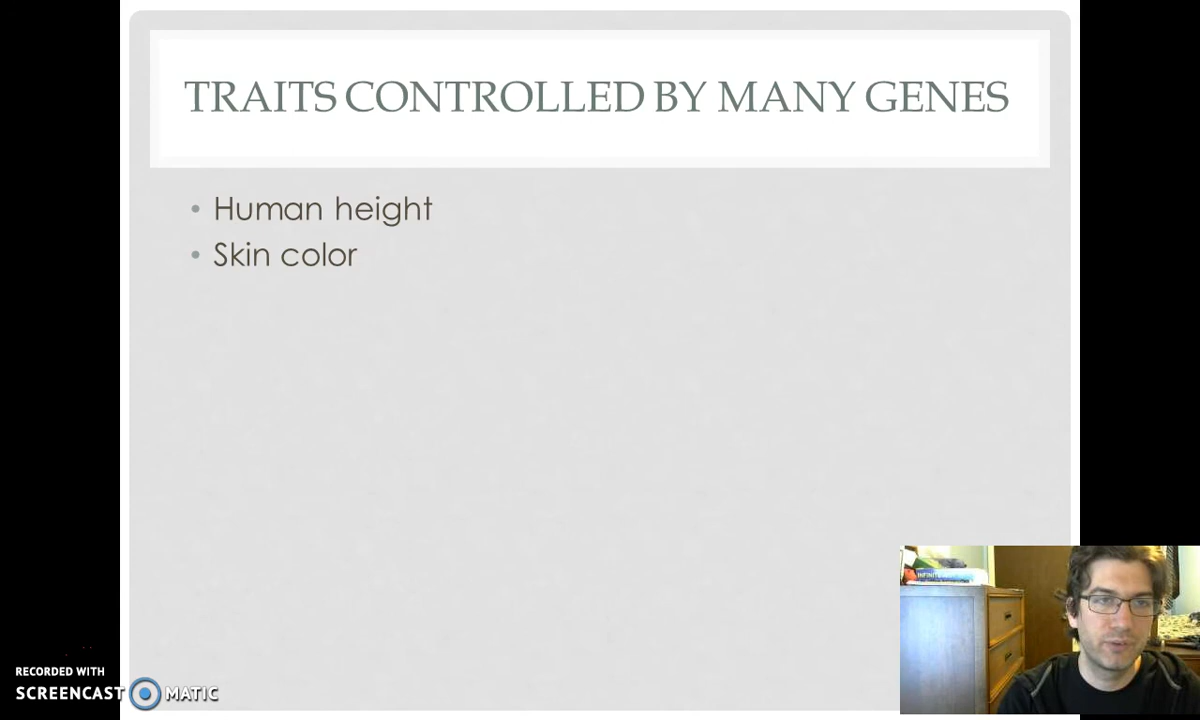 TRAITS CONTROLLED BY MANY GENES
• Human height
• Skin color
RECORDED WITH
SCREENCAST MATIC